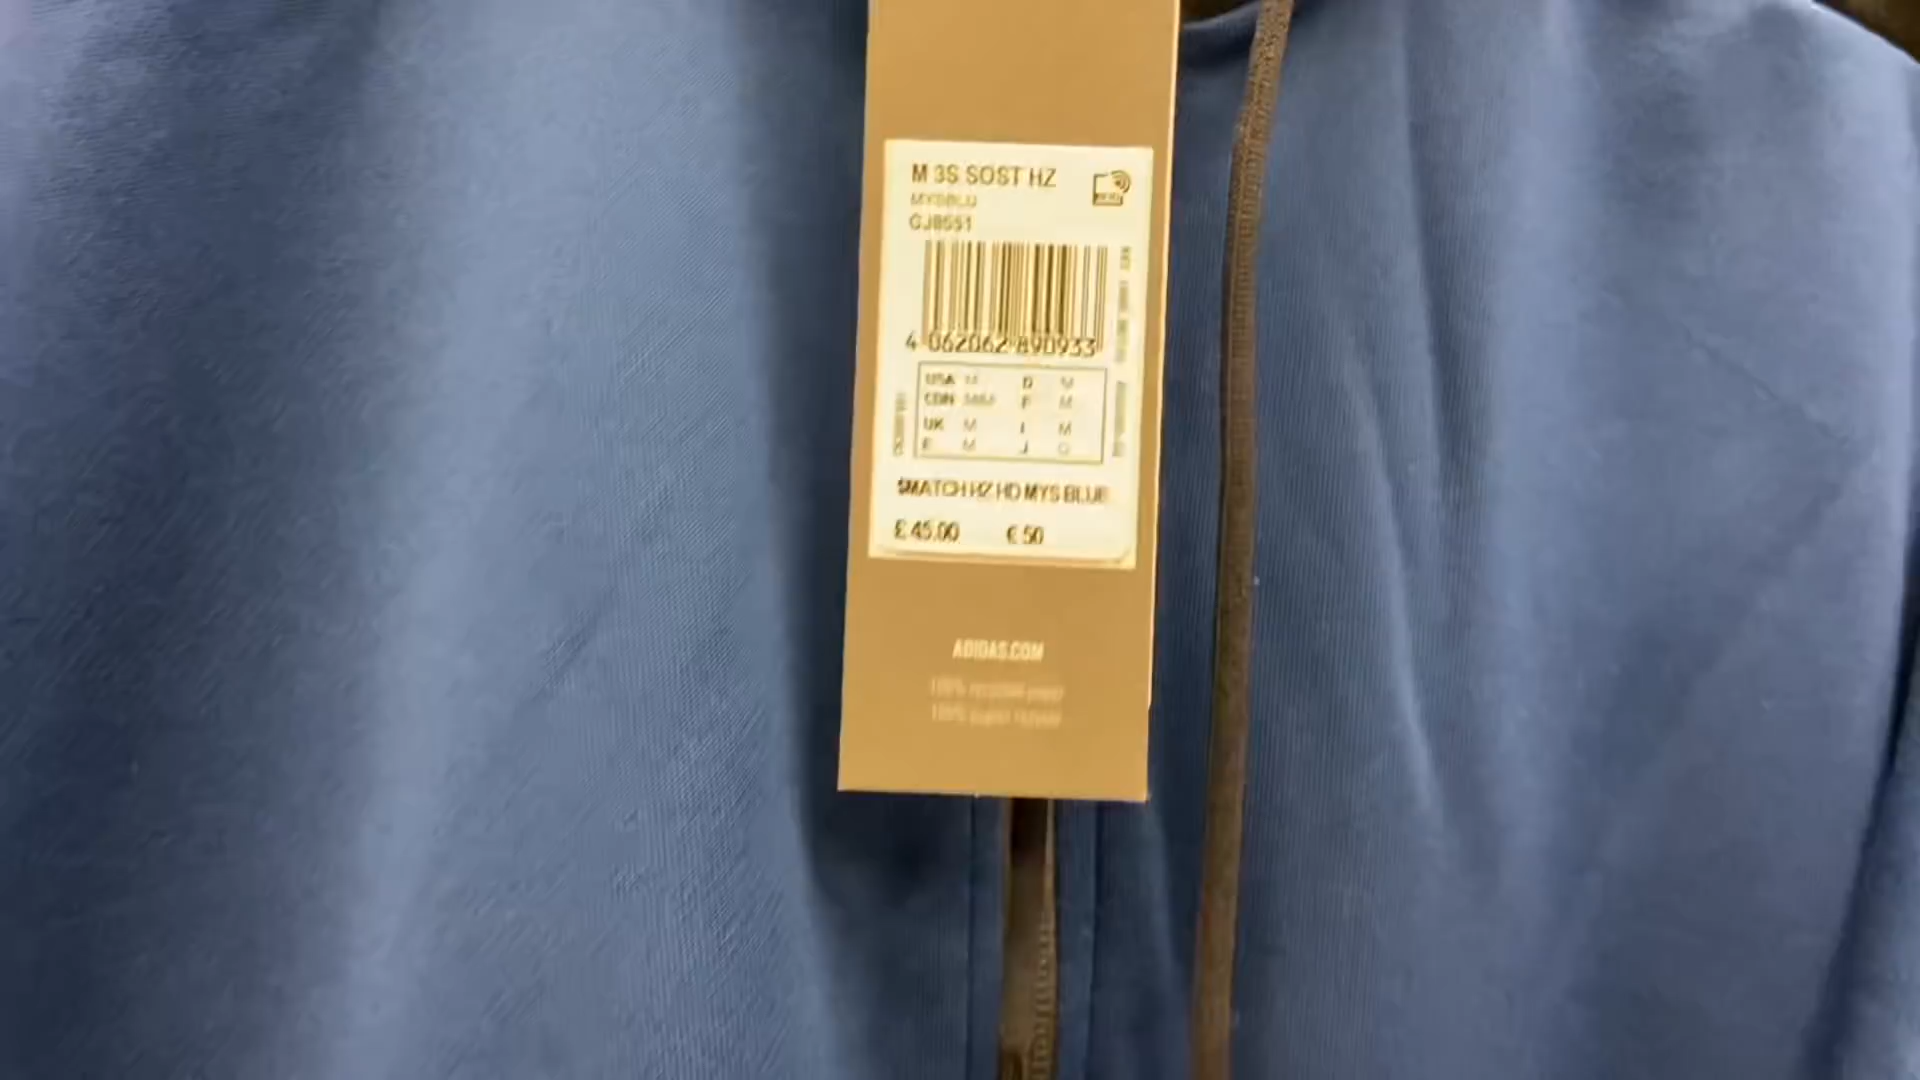 M 3S SOST HZ
MYSBLU
GJ8551
4 062062 890933
USA M D M
CDN M/M F M
UK M I M
F M J O
SMATCH HZ HD MYS BLUE
£ 45.00 € 50
ADIDAS.COM